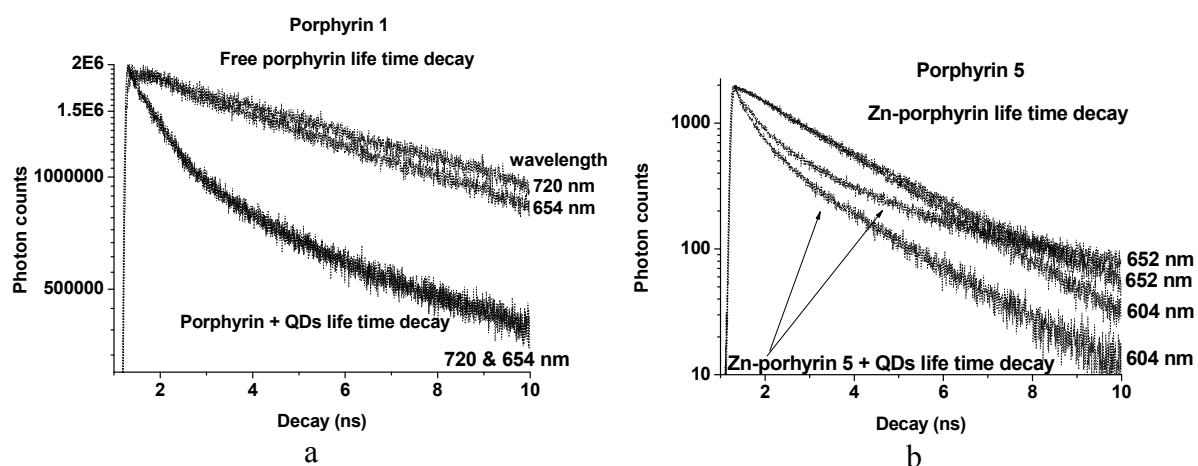 Porphyrin 1
Free porphyrin life time decay
2E6
1.5E6
1000000
500000
Photon counts
wavelength
720 nm
654 nm
Porphyrin + QDs life time decay
720 & 654 nm
2
4
6
8
10
Decay (ns)
a
Porphyrin 5
Zn-porphyrin life time decay
1000
100
10
Photon counts
652 nm
652 nm
604 nm
604 nm
Zn-porhyrin 5 + QDs life time decay
2
4
6
8
10
Decay (ns)
b